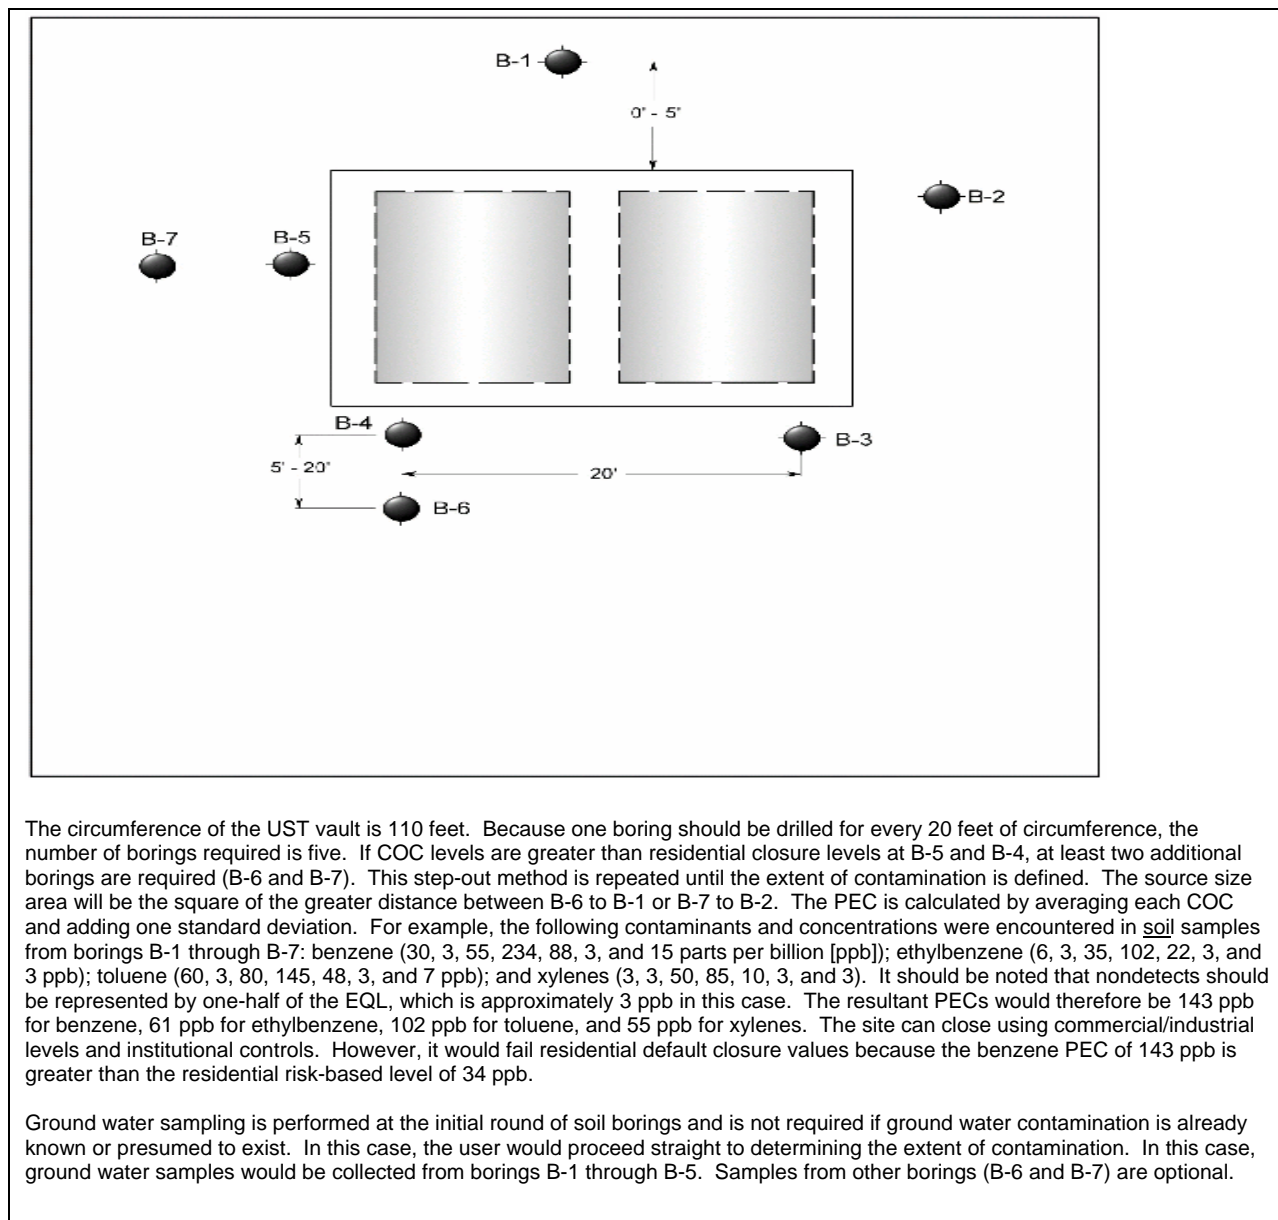 B-1
0' - 5'
B-2
B-7
B-5
B-4
B-3
5' - 20'
20'
B-6
The circumference of the UST vault is 110 feet.  Because one boring should be drilled for every 20 feet of circumference, the
number of borings required is five.  If COC levels are greater than residential closure levels at B-5 and B-4, at least two additional
borings are required (B-6 and B-7).  This step-out method is repeated until the extent of contamination is defined.  The source size
area will be the square of the greater distance between B-6 to B-1 or B-7 to B-2.  The PEC is calculated by averaging each COC
and adding one standard deviation.  For example, the following contaminants and concentrations were encountered in soil samples
from borings B-1 through B-7: benzene (30, 3, 55, 234, 88, 3, and 15 parts per billion [ppb]); ethylbenzene (6, 3, 35, 102, 22, 3, and
3 ppb); toluene (60, 3, 80, 145, 48, 3, and 7 ppb); and xylenes (3, 3, 50, 85, 10, 3, and 3).  It should be noted that nondetects should
be represented by one-half of the EQL, which is approximately 3 ppb in this case.  The resultant PECs would therefore be 143 ppb
for benzene, 61 ppb for ethylbenzene, 102 ppb for toluene, and 55 ppb for xylenes.  The site can close using commercial/industrial
levels and institutional controls.  However, it would fail residential default closure values because the benzene PEC of 143 ppb is
greater than the residential risk-based level of 34 ppb.
Ground water sampling is performed at the initial round of soil borings and is not required if ground water contamination is already
known or presumed to exist.  In this case, the user would proceed straight to determining the extent of contamination.  In this case,
ground water samples would be collected from borings B-1 through B-5.  Samples from other borings (B-6 and B-7) are optional.